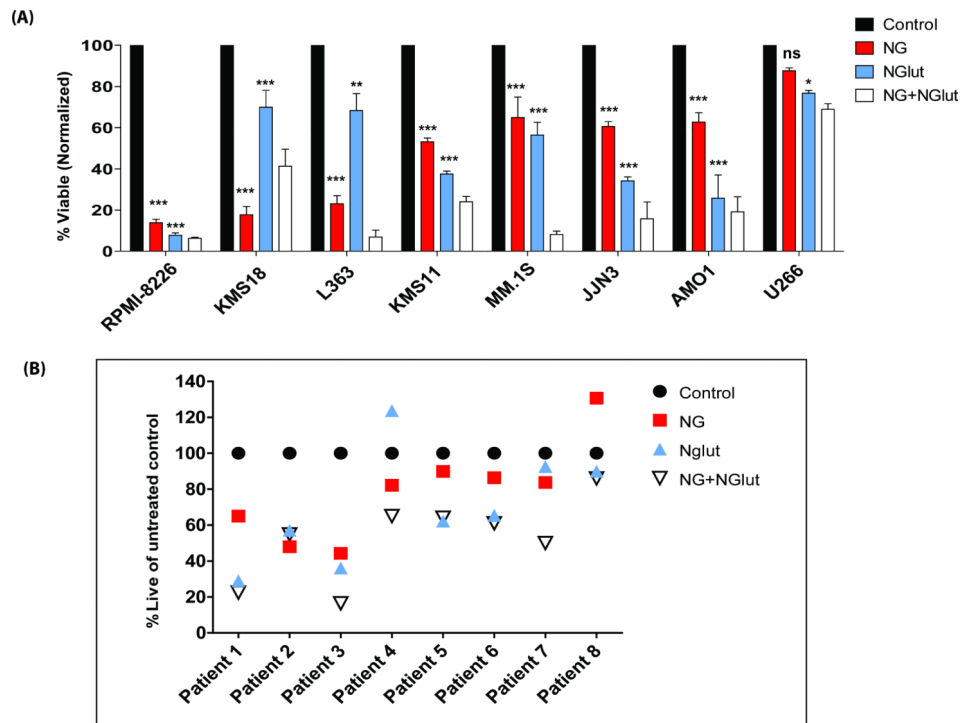 (A)
% Viable (Normalized)
100
80
60
40
20
0
*** ***
*** ***
*** **
*** ***
*** ***
*** ***
*** ***
ns *
RPMI-8226
KMS18
L363
KMS11
MM.1S
JJN3
AMO1
U266
Control
NG
NGlut
NG+NGlut
(B)
% Live of untreated control
140
120
100
80
60
40
20
0
Patient 1
Patient 2
Patient 3
Patient 4
Patient 5
Patient 6
Patient 7
Patient 8
Control
NG
Nglut
NG+NGlut